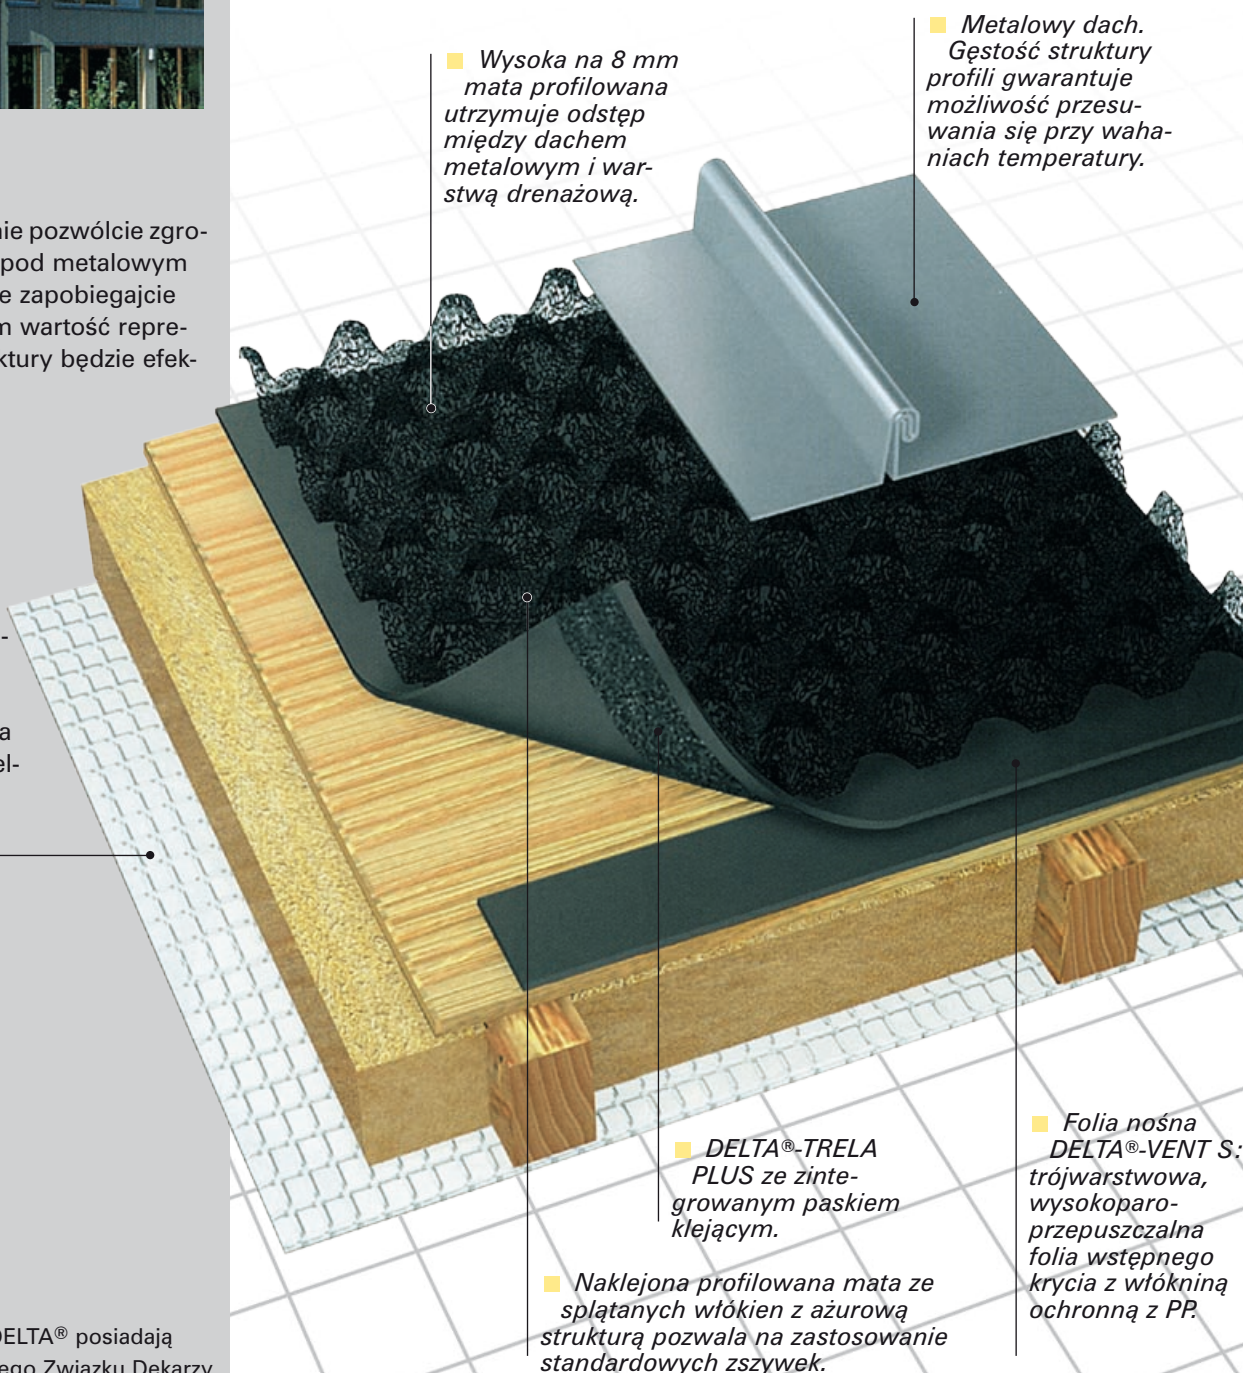 Wysoka na 8 mm
mata profilowana
utrzymuje odstęp
między dachem
metalowym i war-
stwą drenażową.
Metalowy dach.
Gęstość struktury
profili gwarantuje
możliwość przesu-
wania się przy waha-
niach temperatury.
nie pozwólcie zgro-
pod metalowym
e zapobiegajcie
wartość repre-
ktury będzie efek-
-
a
el-
DELTA®-TRELA
PLUS ze zinte-
growanym paskiem
klejącym.
Folia nośna
DELTA®-VENT S:
trójwarstwowa,
wysokoparo-
przepuszczalna
folia wstępnego
krycia z włókniną
ochronną z PP.
Naklejona profilowana mata ze
splątanych włókien z ażurową
strukturą pozwala na zastosowanie
standardowych zszywek.
DELTA® posiadają
ego Związku Dekarzy